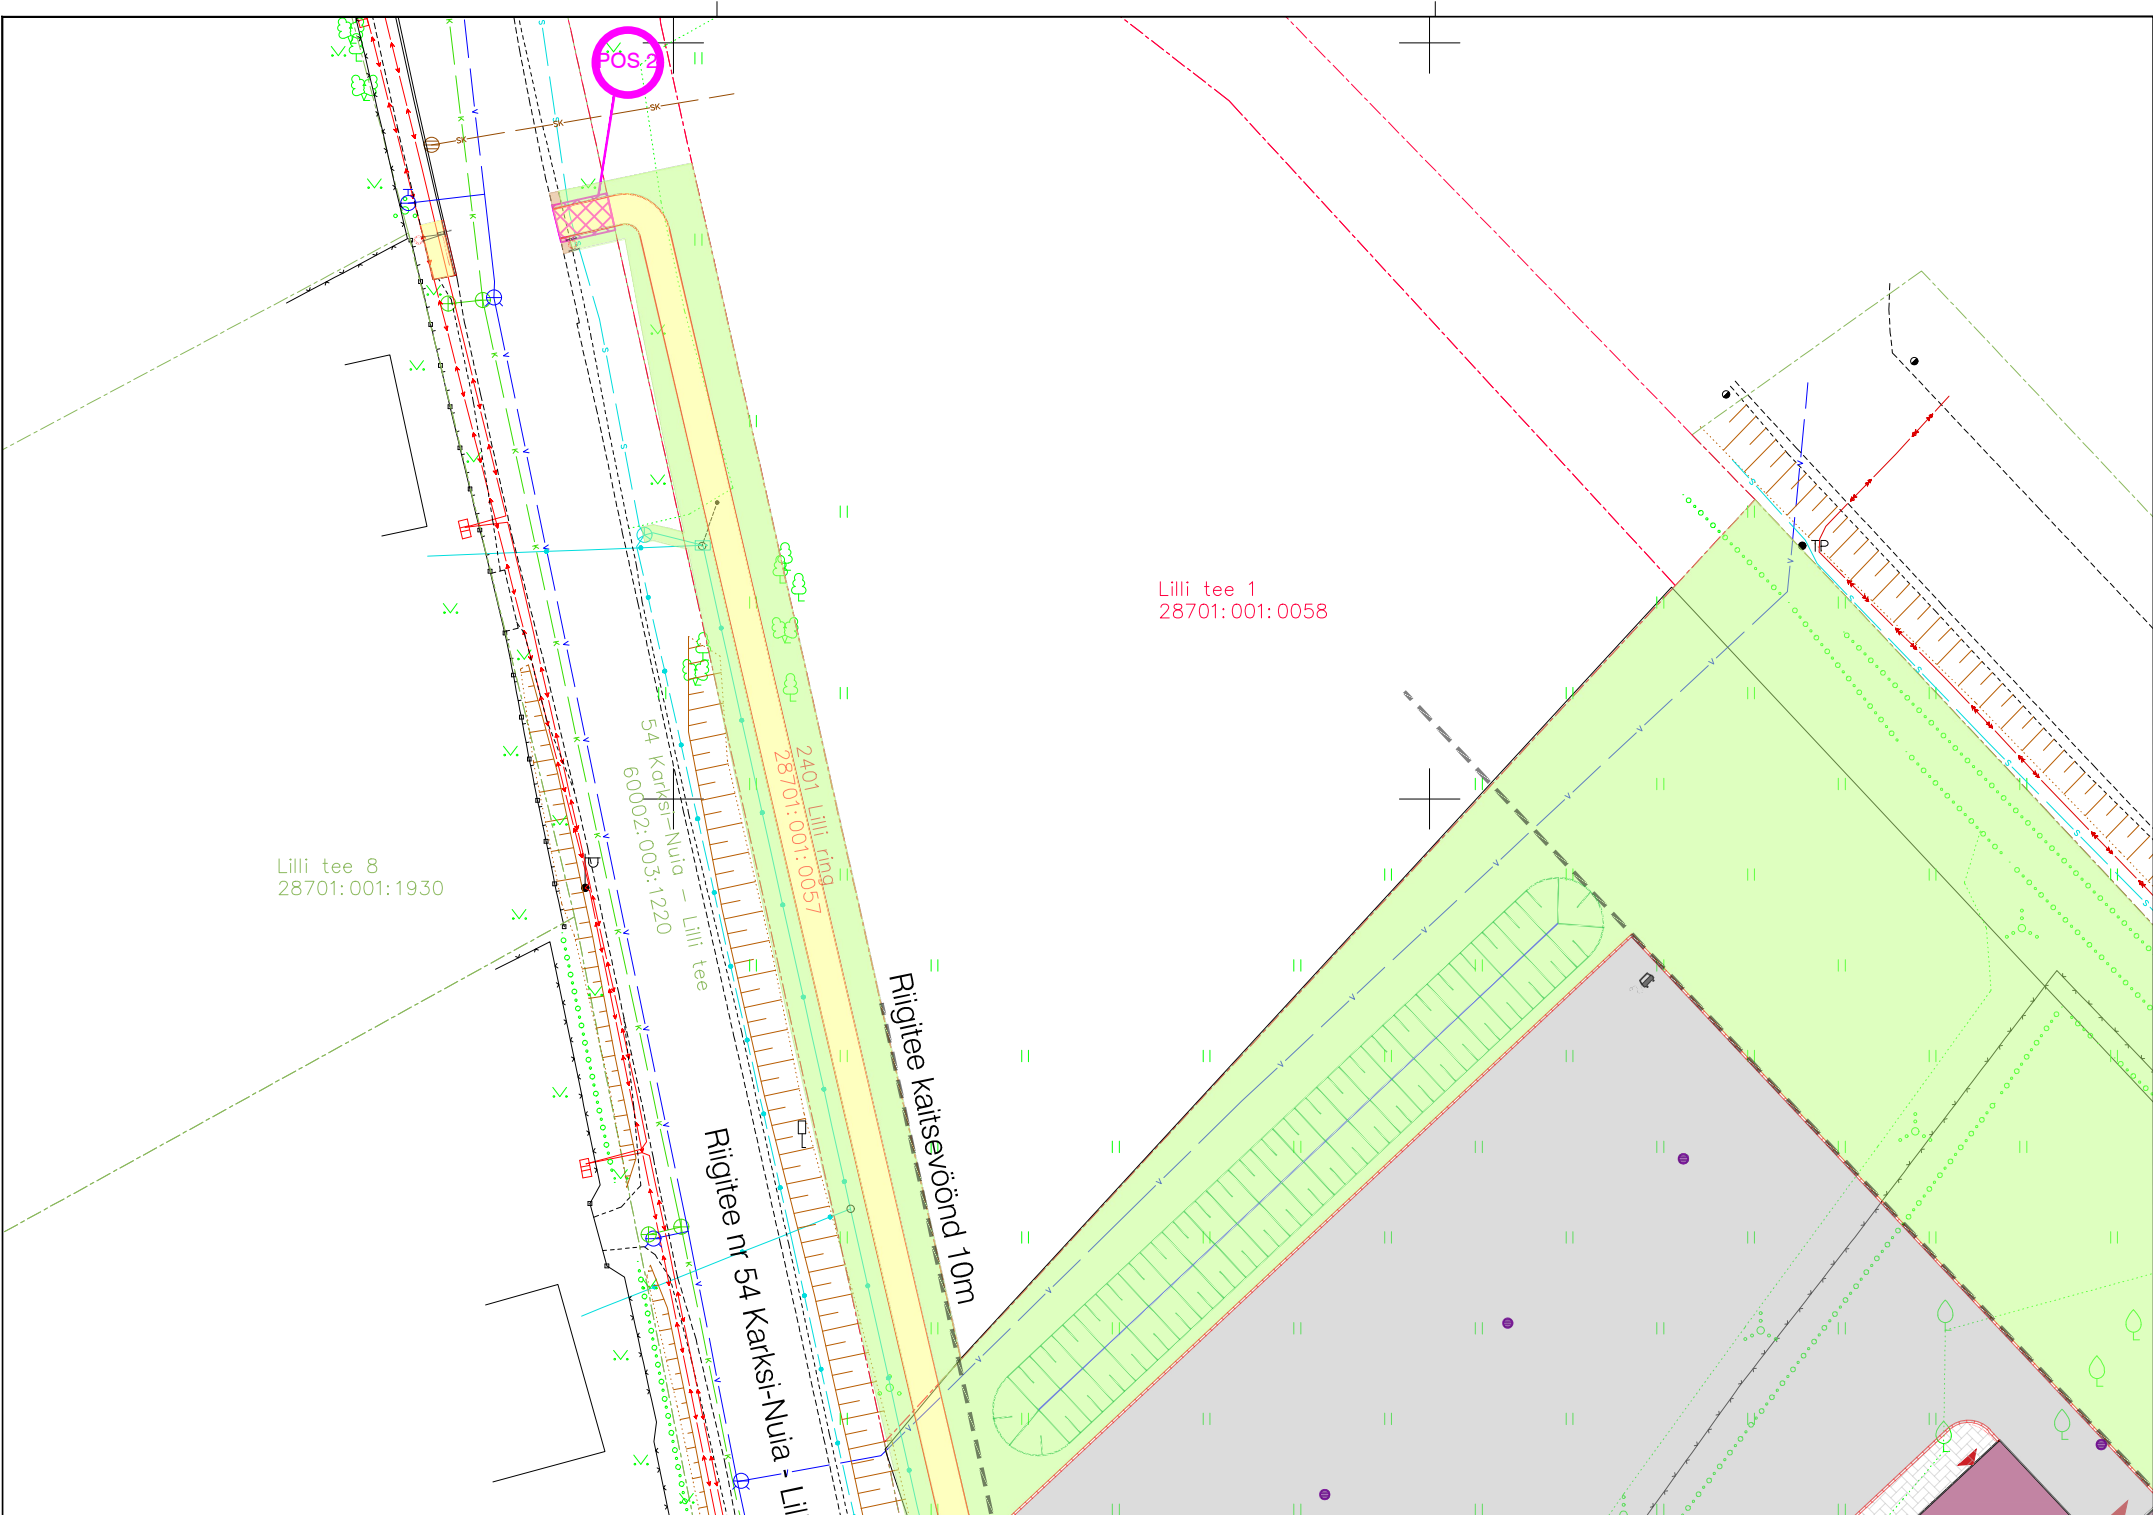 POS 2
Lilli tee 1
28701:001:0058
TP
2401 Lilli ring
28701:001:0057
54 Karksi-Nuia - Lilli tee
60002:003:1220
Lilli tee 8
28701:001:1930
Riigitee kaitsevöönd 10m
Riigitee nr 54 Karksi-Nuia - Lil